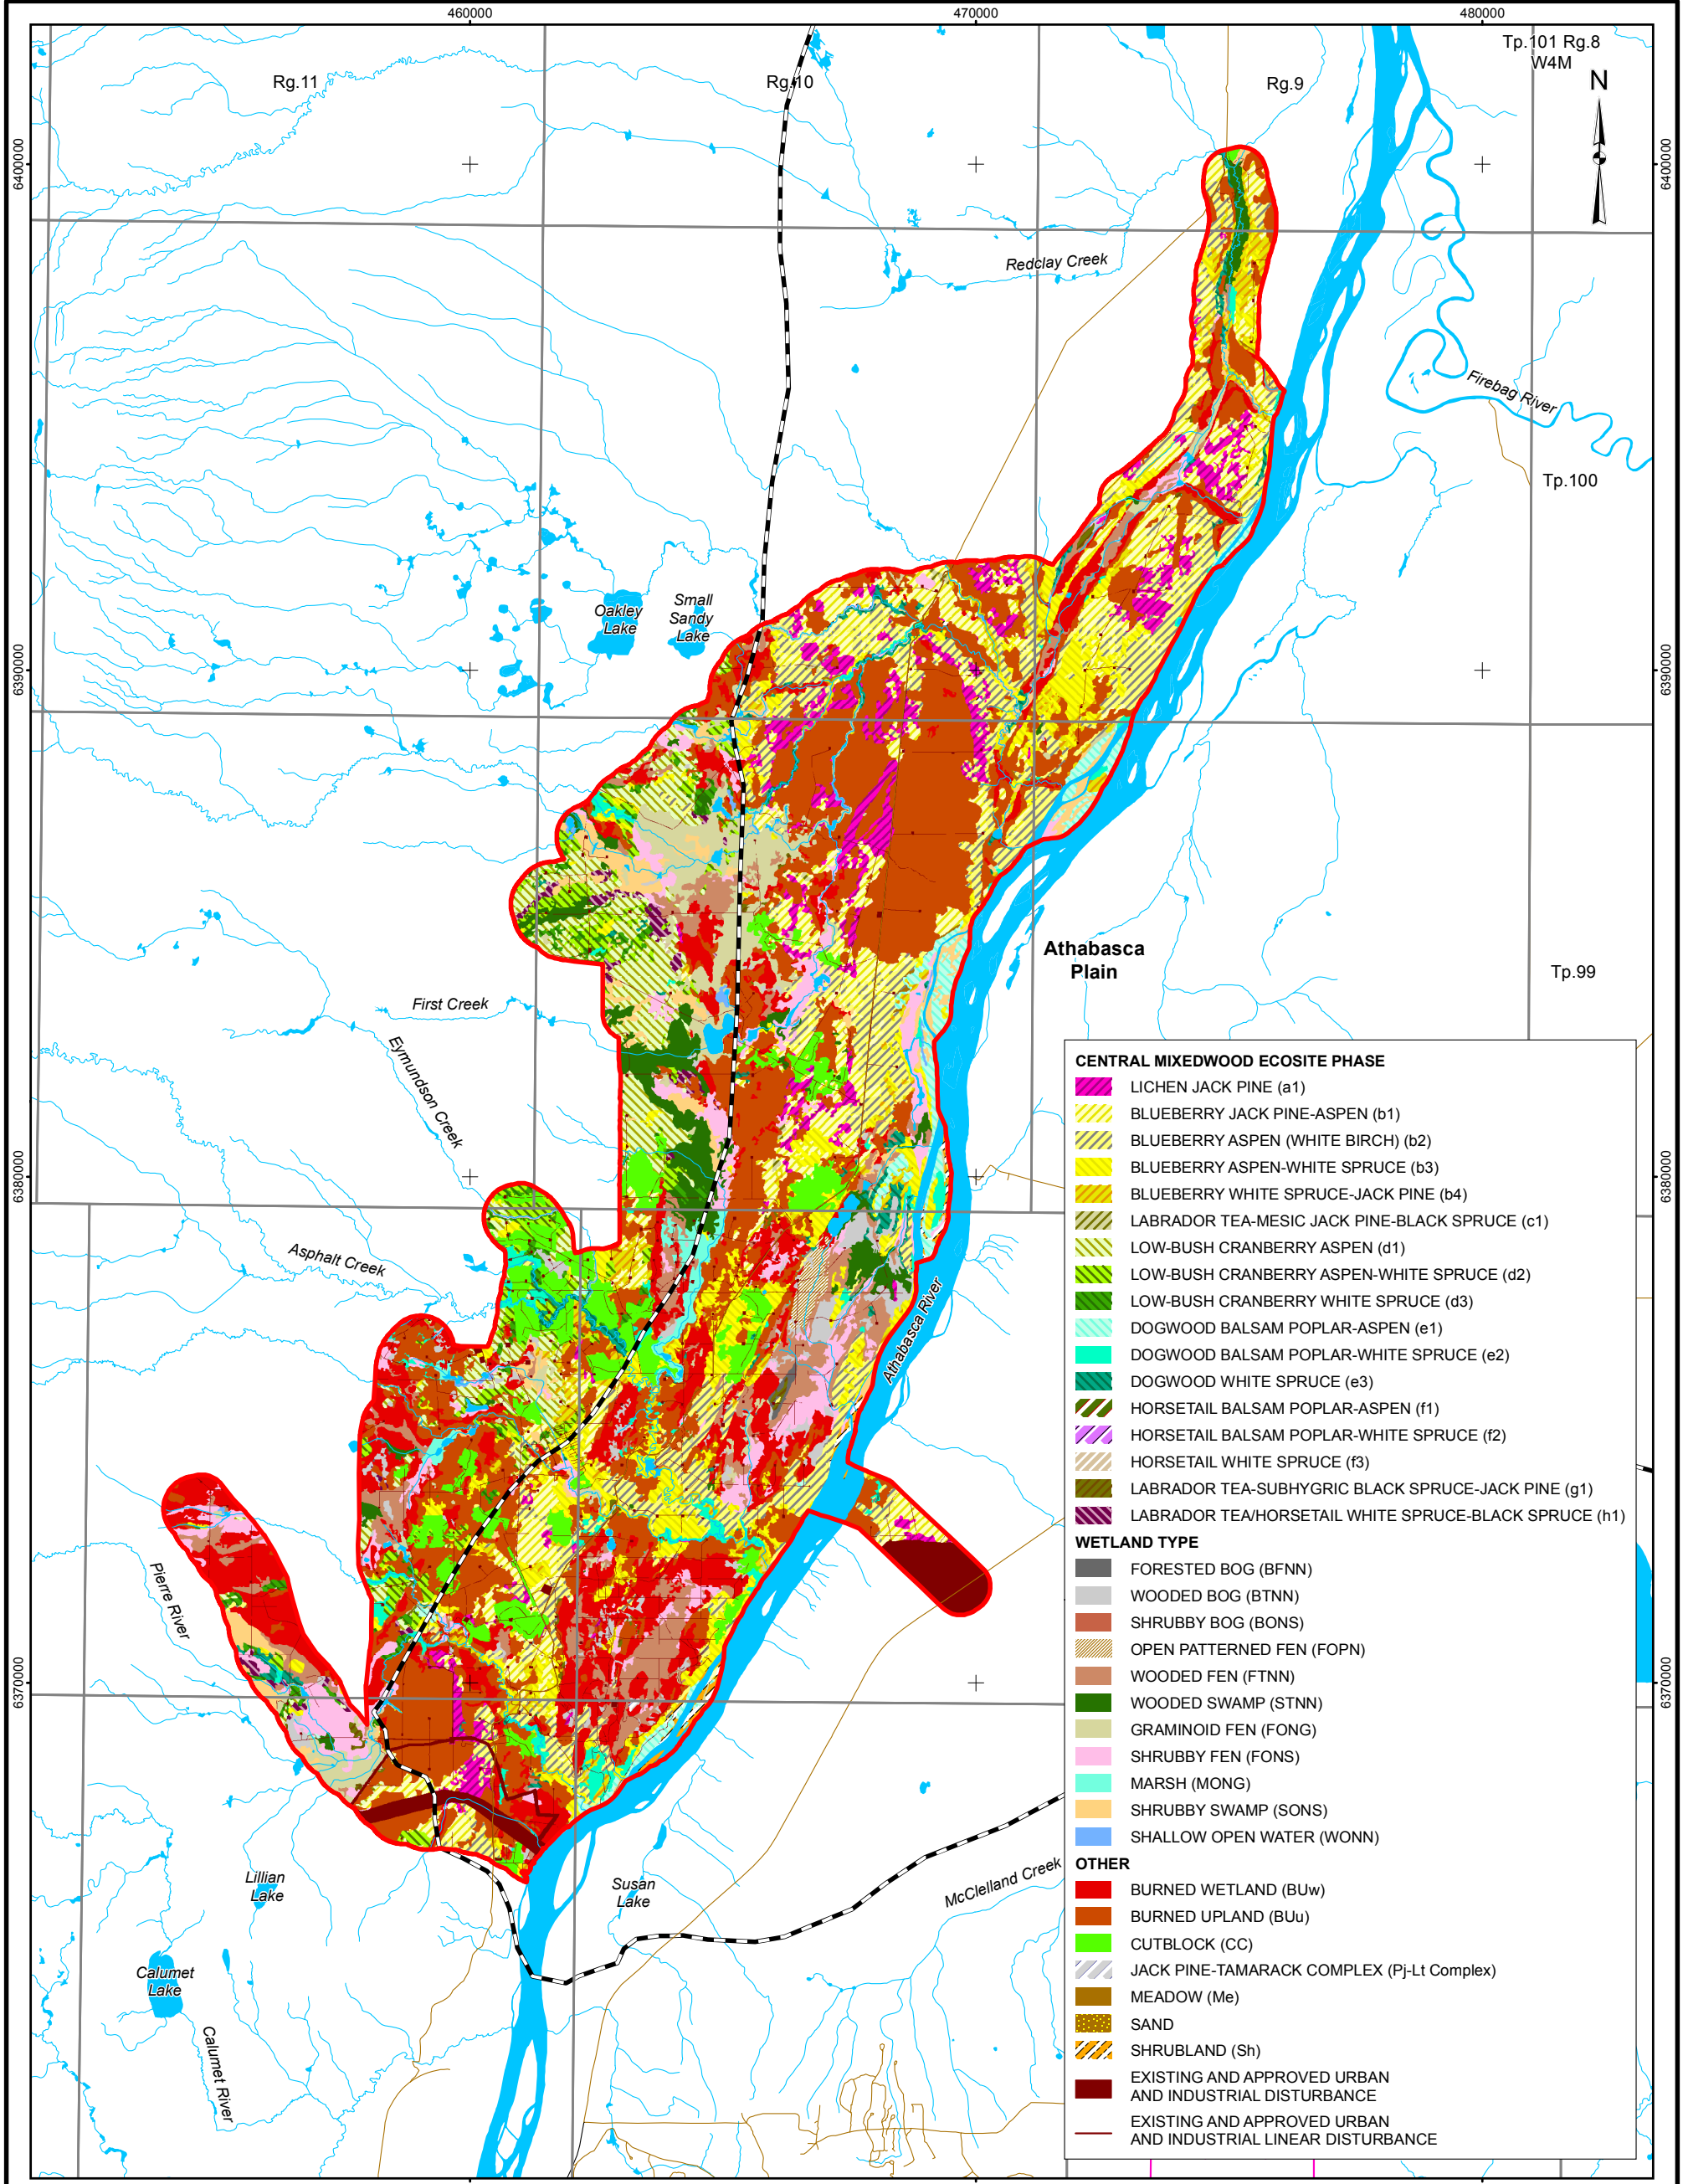 460000
470000
480000
Tp.101 Rg.8
W4M
Rg.11
Rg.10
Rg.9
N
6400000
6400000
Redclay Creek
Firebag River
Tp.100
Oakley
Lake
Small
Sandy
Lake
6390000
6390000
Athabasca
Plain
Tp.99
First Creek
Eymundson Creek
6380000
6380000
Asphalt Creek
Athabasca River
Pierre River
6370000
6370000
Lillian
Lake
Susan
Lake
McClelland Creek
Calumet
Lake
Calumet River
CENTRAL MIXEDWOOD ECOSITE PHASE
LICHEN JACK PINE (a1)
BLUEBERRY JACK PINE-ASPEN (b1)
BLUEBERRY ASPEN (WHITE BIRCH) (b2)
BLUEBERRY ASPEN-WHITE SPRUCE (b3)
BLUEBERRY WHITE SPRUCE-JACK PINE (b4)
LABRADOR TEA-MESIC JACK PINE-BLACK SPRUCE (c1)
LOW-BUSH CRANBERRY ASPEN (d1)
LOW-BUSH CRANBERRY ASPEN-WHITE SPRUCE (d2)
LOW-BUSH CRANBERRY WHITE SPRUCE (d3)
DOGWOOD BALSAM POPLAR-ASPEN (e1)
DOGWOOD BALSAM POPLAR-WHITE SPRUCE (e2)
DOGWOOD WHITE SPRUCE (e3)
HORSETAIL BALSAM POPLAR-ASPEN (f1)
HORSETAIL BALSAM POPLAR-WHITE SPRUCE (f2)
HORSETAIL WHITE SPRUCE (f3)
LABRADOR TEA-SUBHYGRIC BLACK SPRUCE-JACK PINE (g1)
LABRADOR TEA/HORSETAIL WHITE SPRUCE-BLACK SPRUCE (h1)
WETLAND TYPE
FORESTED BOG (BFNN)
WOODED BOG (BTNN)
SHRUBBY BOG (BONS)
OPEN PATTERNED FEN (FOPN)
WOODED FEN (FTNN)
WOODED SWAMP (STNN)
GRAMINOID FEN (FONG)
SHRUBBY FEN (FONS)
MARSH (MONG)
SHRUBBY SWAMP (SONS)
SHALLOW OPEN WATER (WONN)
OTHER
BURNED WETLAND (BUw)
BURNED UPLAND (BUu)
CUTBLOCK (CC)
JACK PINE-TAMARACK COMPLEX (Pj-Lt Complex)
MEADOW (Me)
SAND
SHRUBLAND (Sh)
EXISTING AND APPROVED URBAN
AND INDUSTRIAL DISTURBANCE
EXISTING AND APPROVED URBAN
AND INDUSTRIAL LINEAR DISTURBANCE